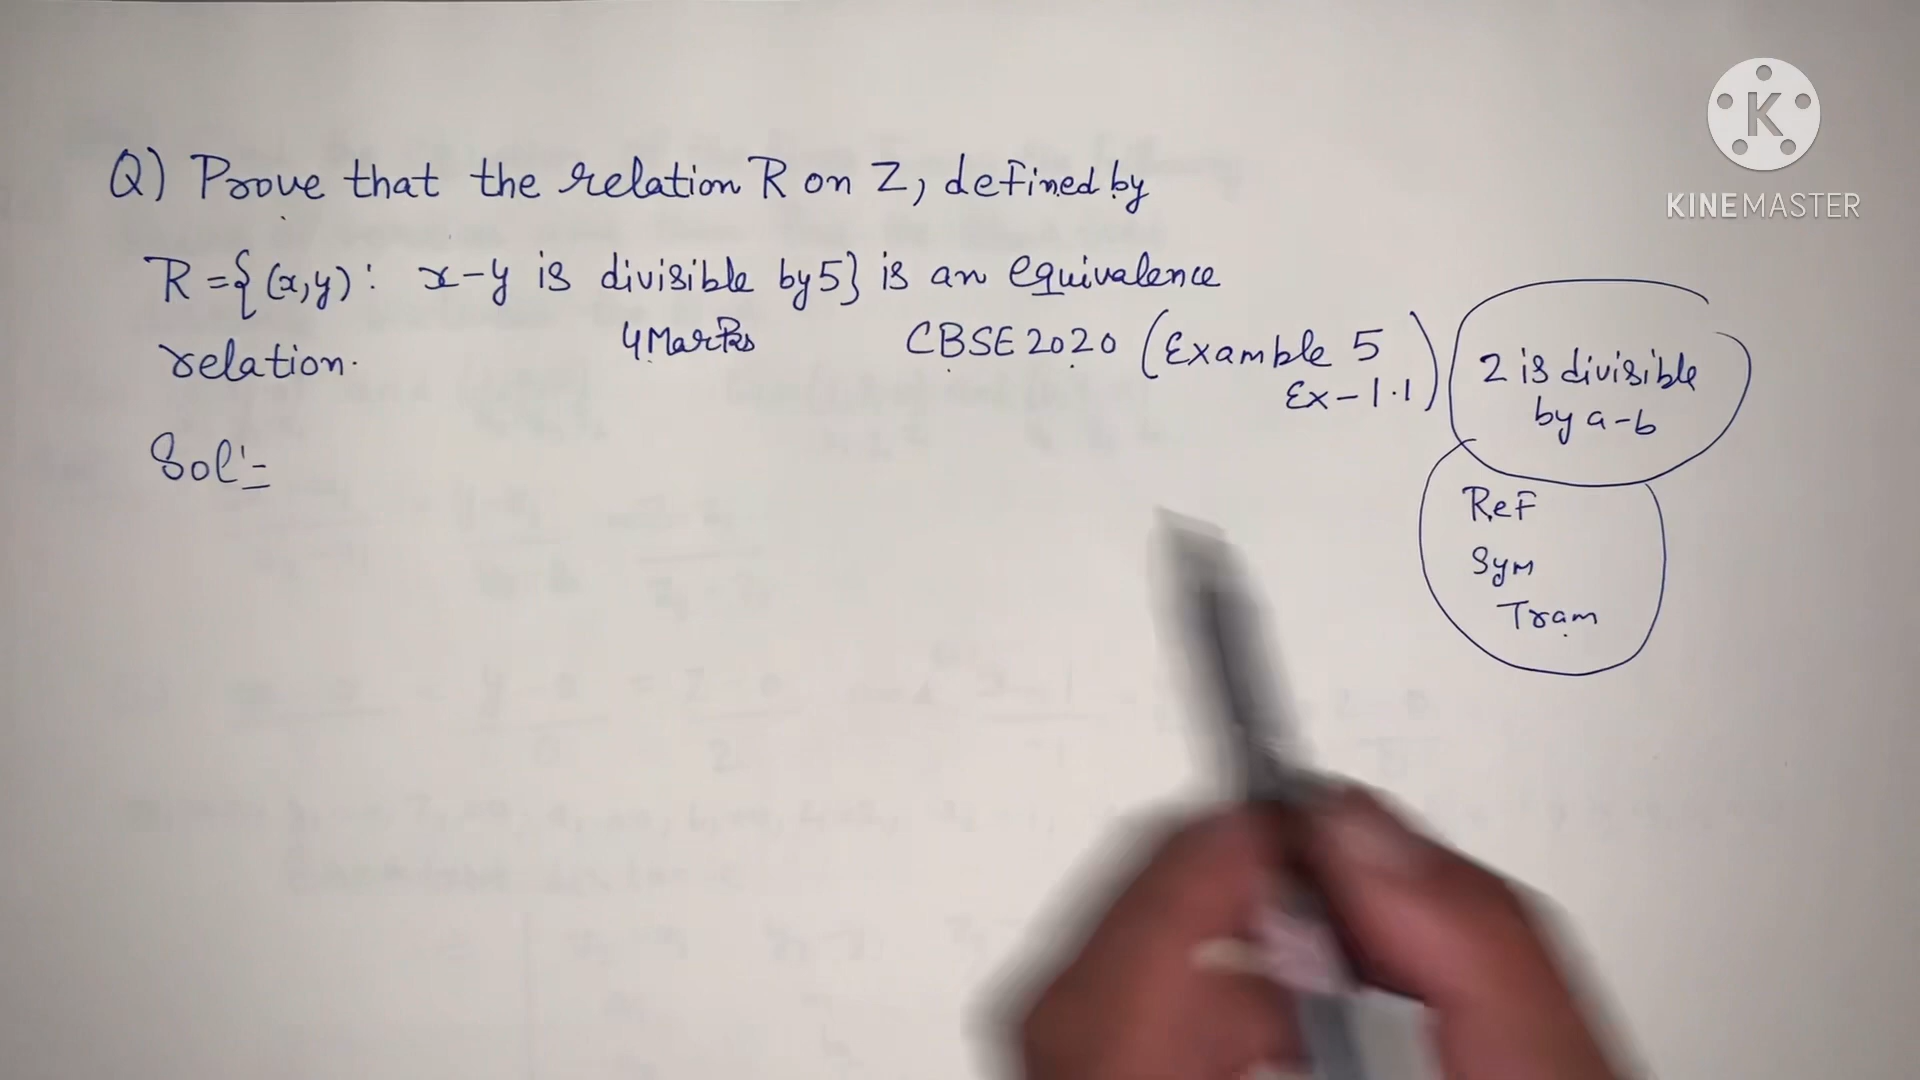 Q) Prove that the relation R on Z, defined by
R={(x,y): x-y is divisible by 5} is an equivalence
relation.
4 Marks CBSE 2020 (Examble 5
Ex-1.1)
2 is divisible
by a-b
Sol:-
Ref
Sym
Tram
K
KINEMASTER